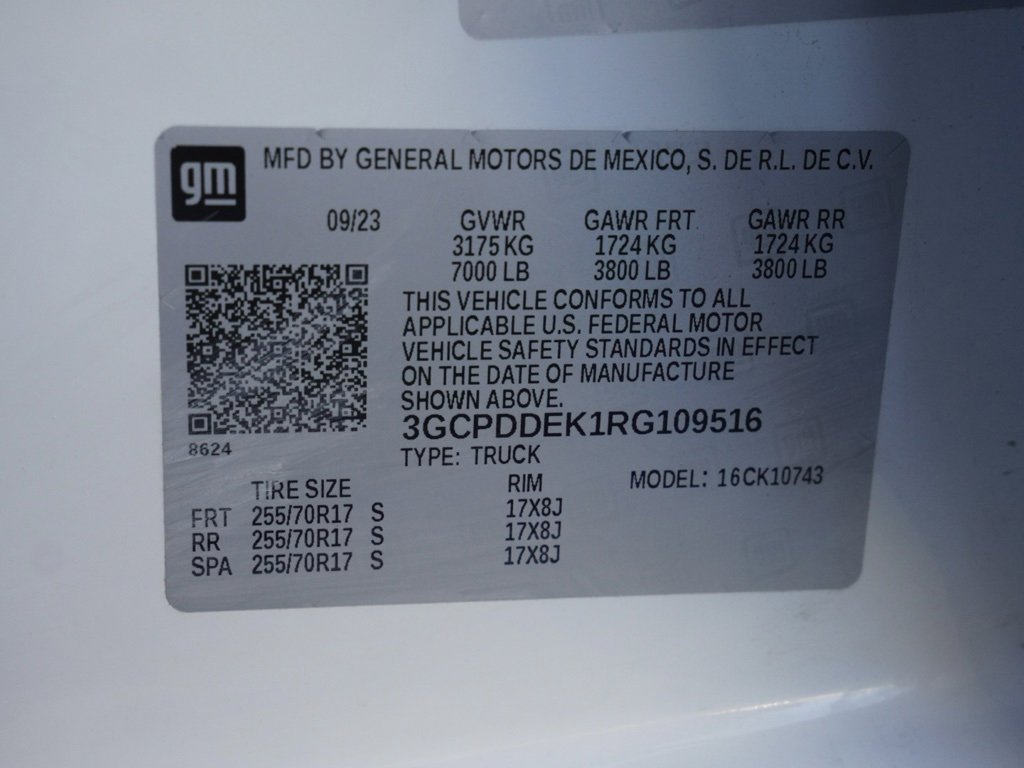 gm
MFD BY GENERAL MOTORS DE MEXICO, S. DE R.L. DE C.V.
09/23 GVWR GAWR FRT GAWR RR
3175 KG 1724 KG 1724 KG
7000 LB 3800 LB 3800 LB
THIS VEHICLE CONFORMS TO ALL
APPLICABLE U.S. FEDERAL MOTOR
VEHICLE SAFETY STANDARDS IN EFFECT
ON THE DATE OF MANUFACTURE
SHOWN ABOVE.
3GCPDDEK1RG109516
8624
TYPE: TRUCK
TIRE SIZE RIM MODEL: 16CK10743
FRT 255/70R17 S 17X8J
RR 255/70R17 S 17X8J
SPA 255/70R17 S 17X8J